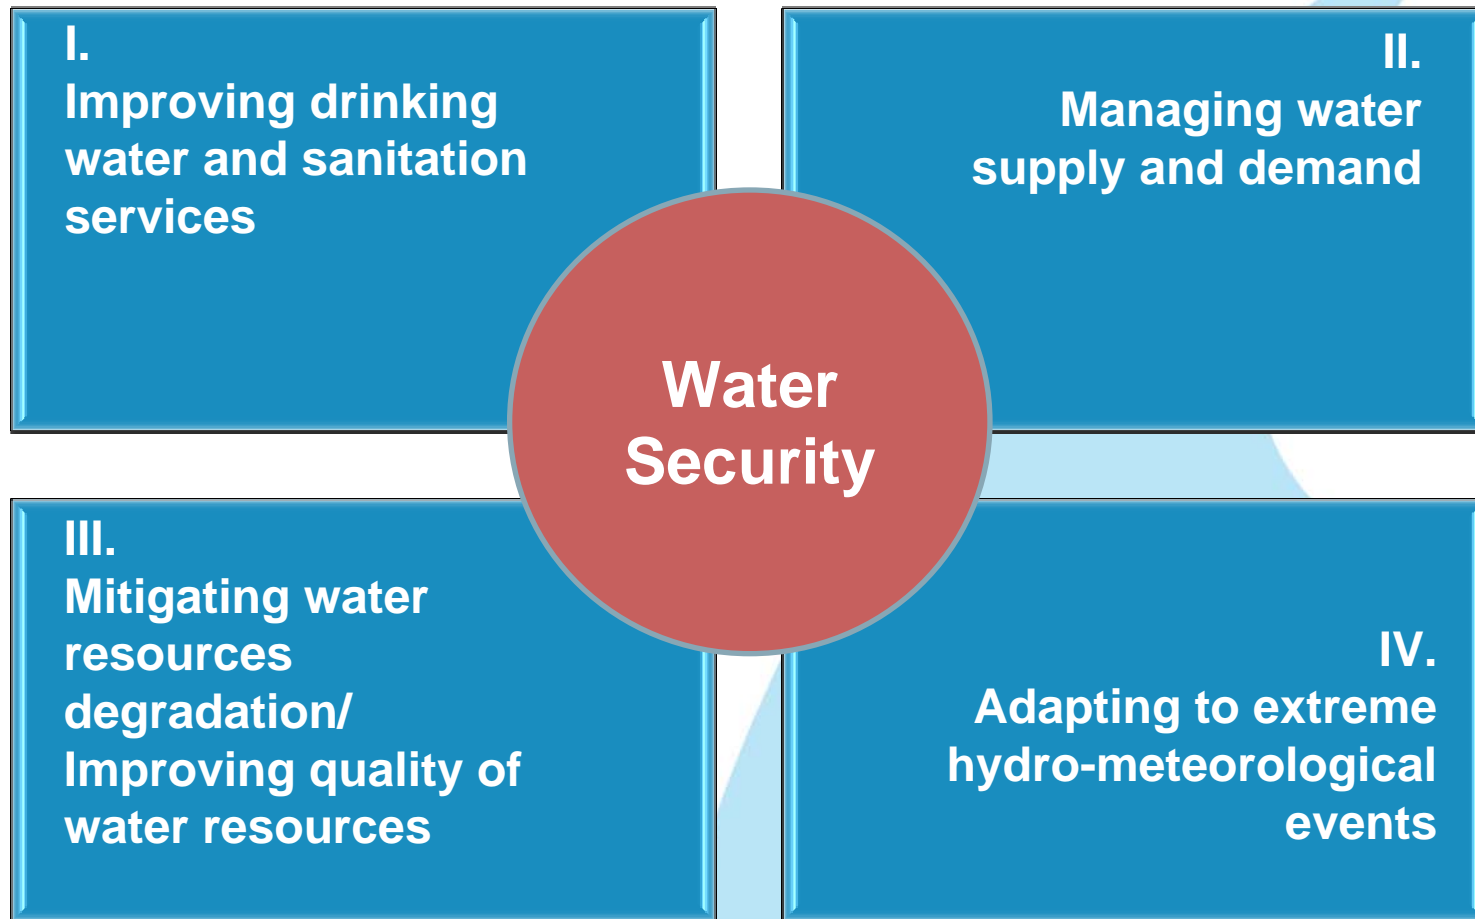 I.
Improving drinking
water and sanitation
services
II.
Managing water
supply and demand
Water
Security
III.
Mitigating water
resources
degradation/
Improving quality of
water resources
IV.
Adapting to extreme
hydro-meteorological
events